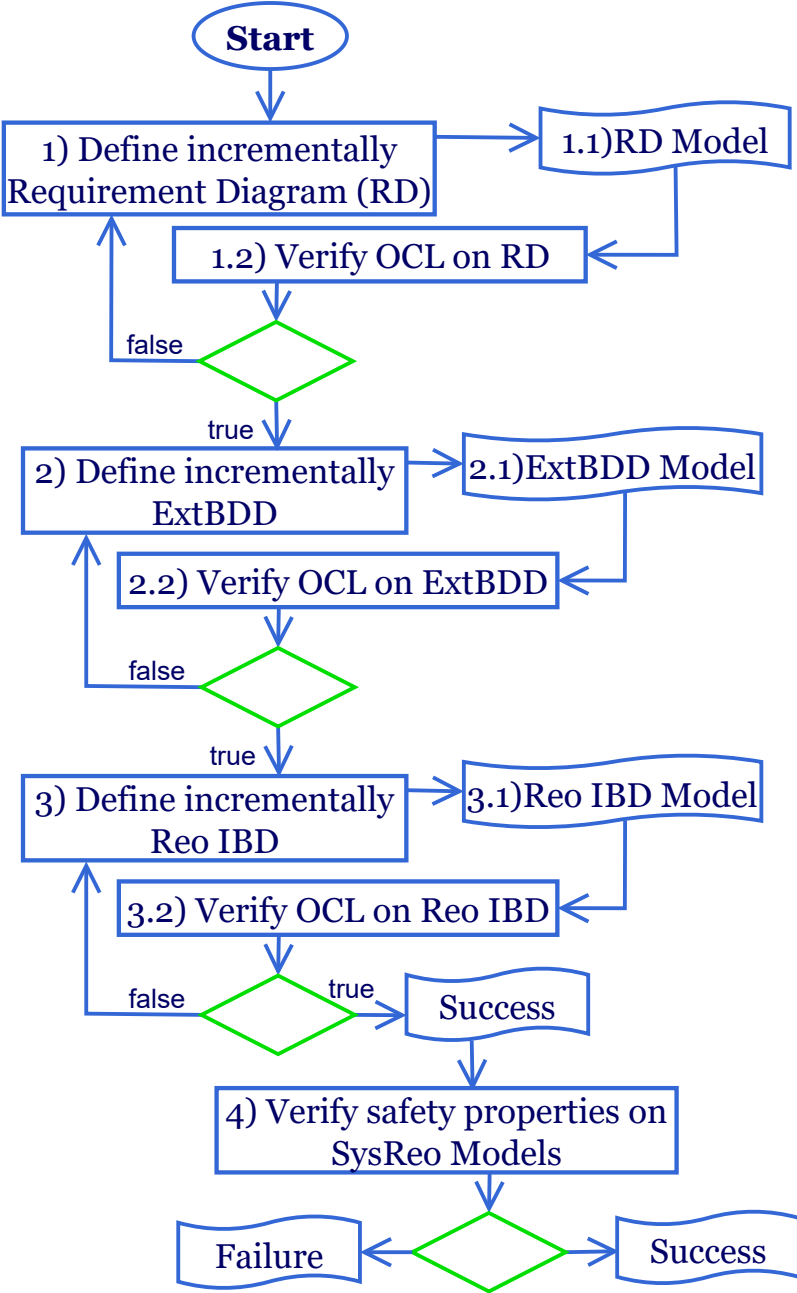 Start
1) Define incrementally
Requirement Diagram (RD)
1.1)RD Model
1.2) Verify OCL on RD
false
true
2) Define incrementally
ExtBDD
2.1)ExtBDD Model
2.2) Verify OCL on ExtBDD
false
true
3) Define incrementally
Reo IBD
3.1)Reo IBD Model
3.2) Verify OCL on Reo IBD
false
true
Success
4) Verify safety properties on
SysReo Models
Failure
Success